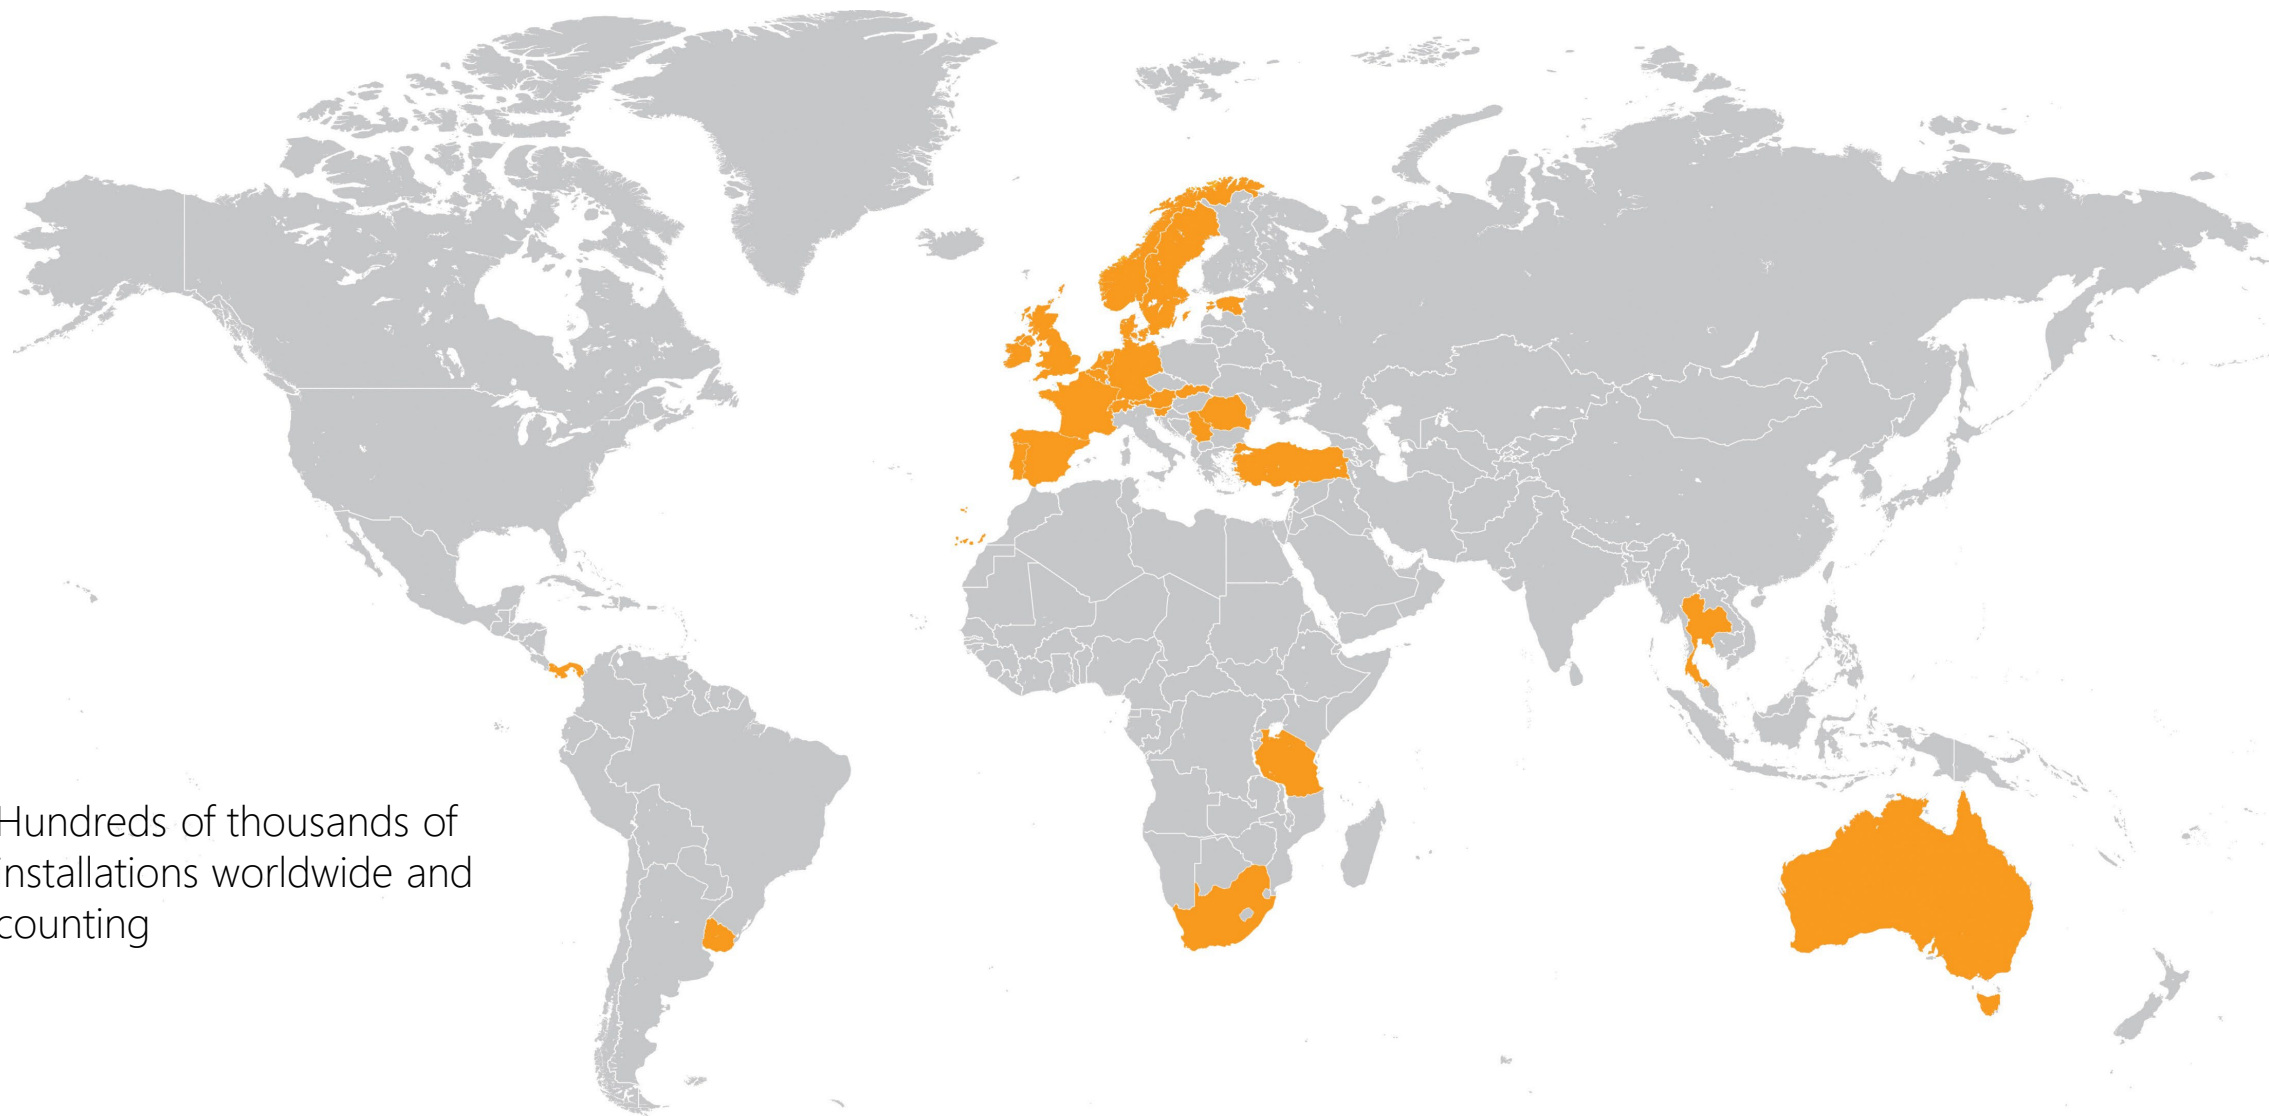 Hundreds of thousands of
installations worldwide and
counting